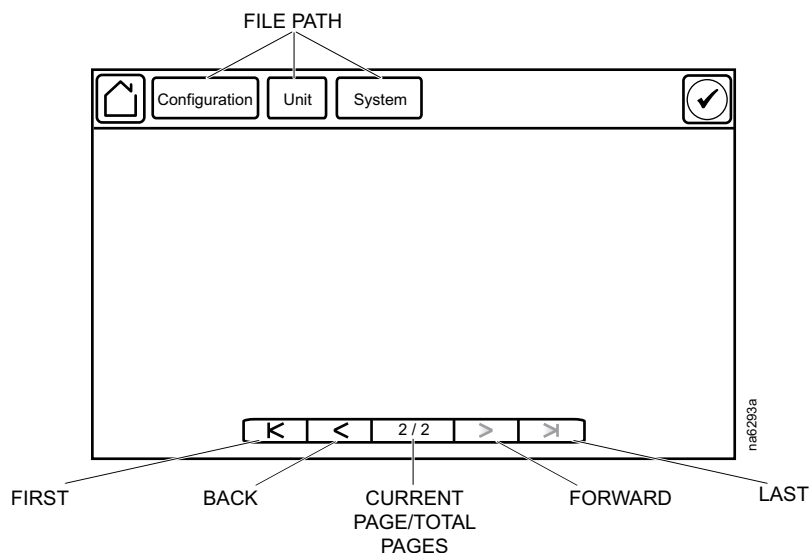 FILE PATH
Configuration Unit System
2 / 2
na6293a
FIRST BACK CURRENT PAGE/TOTAL PAGES FORWARD LAST